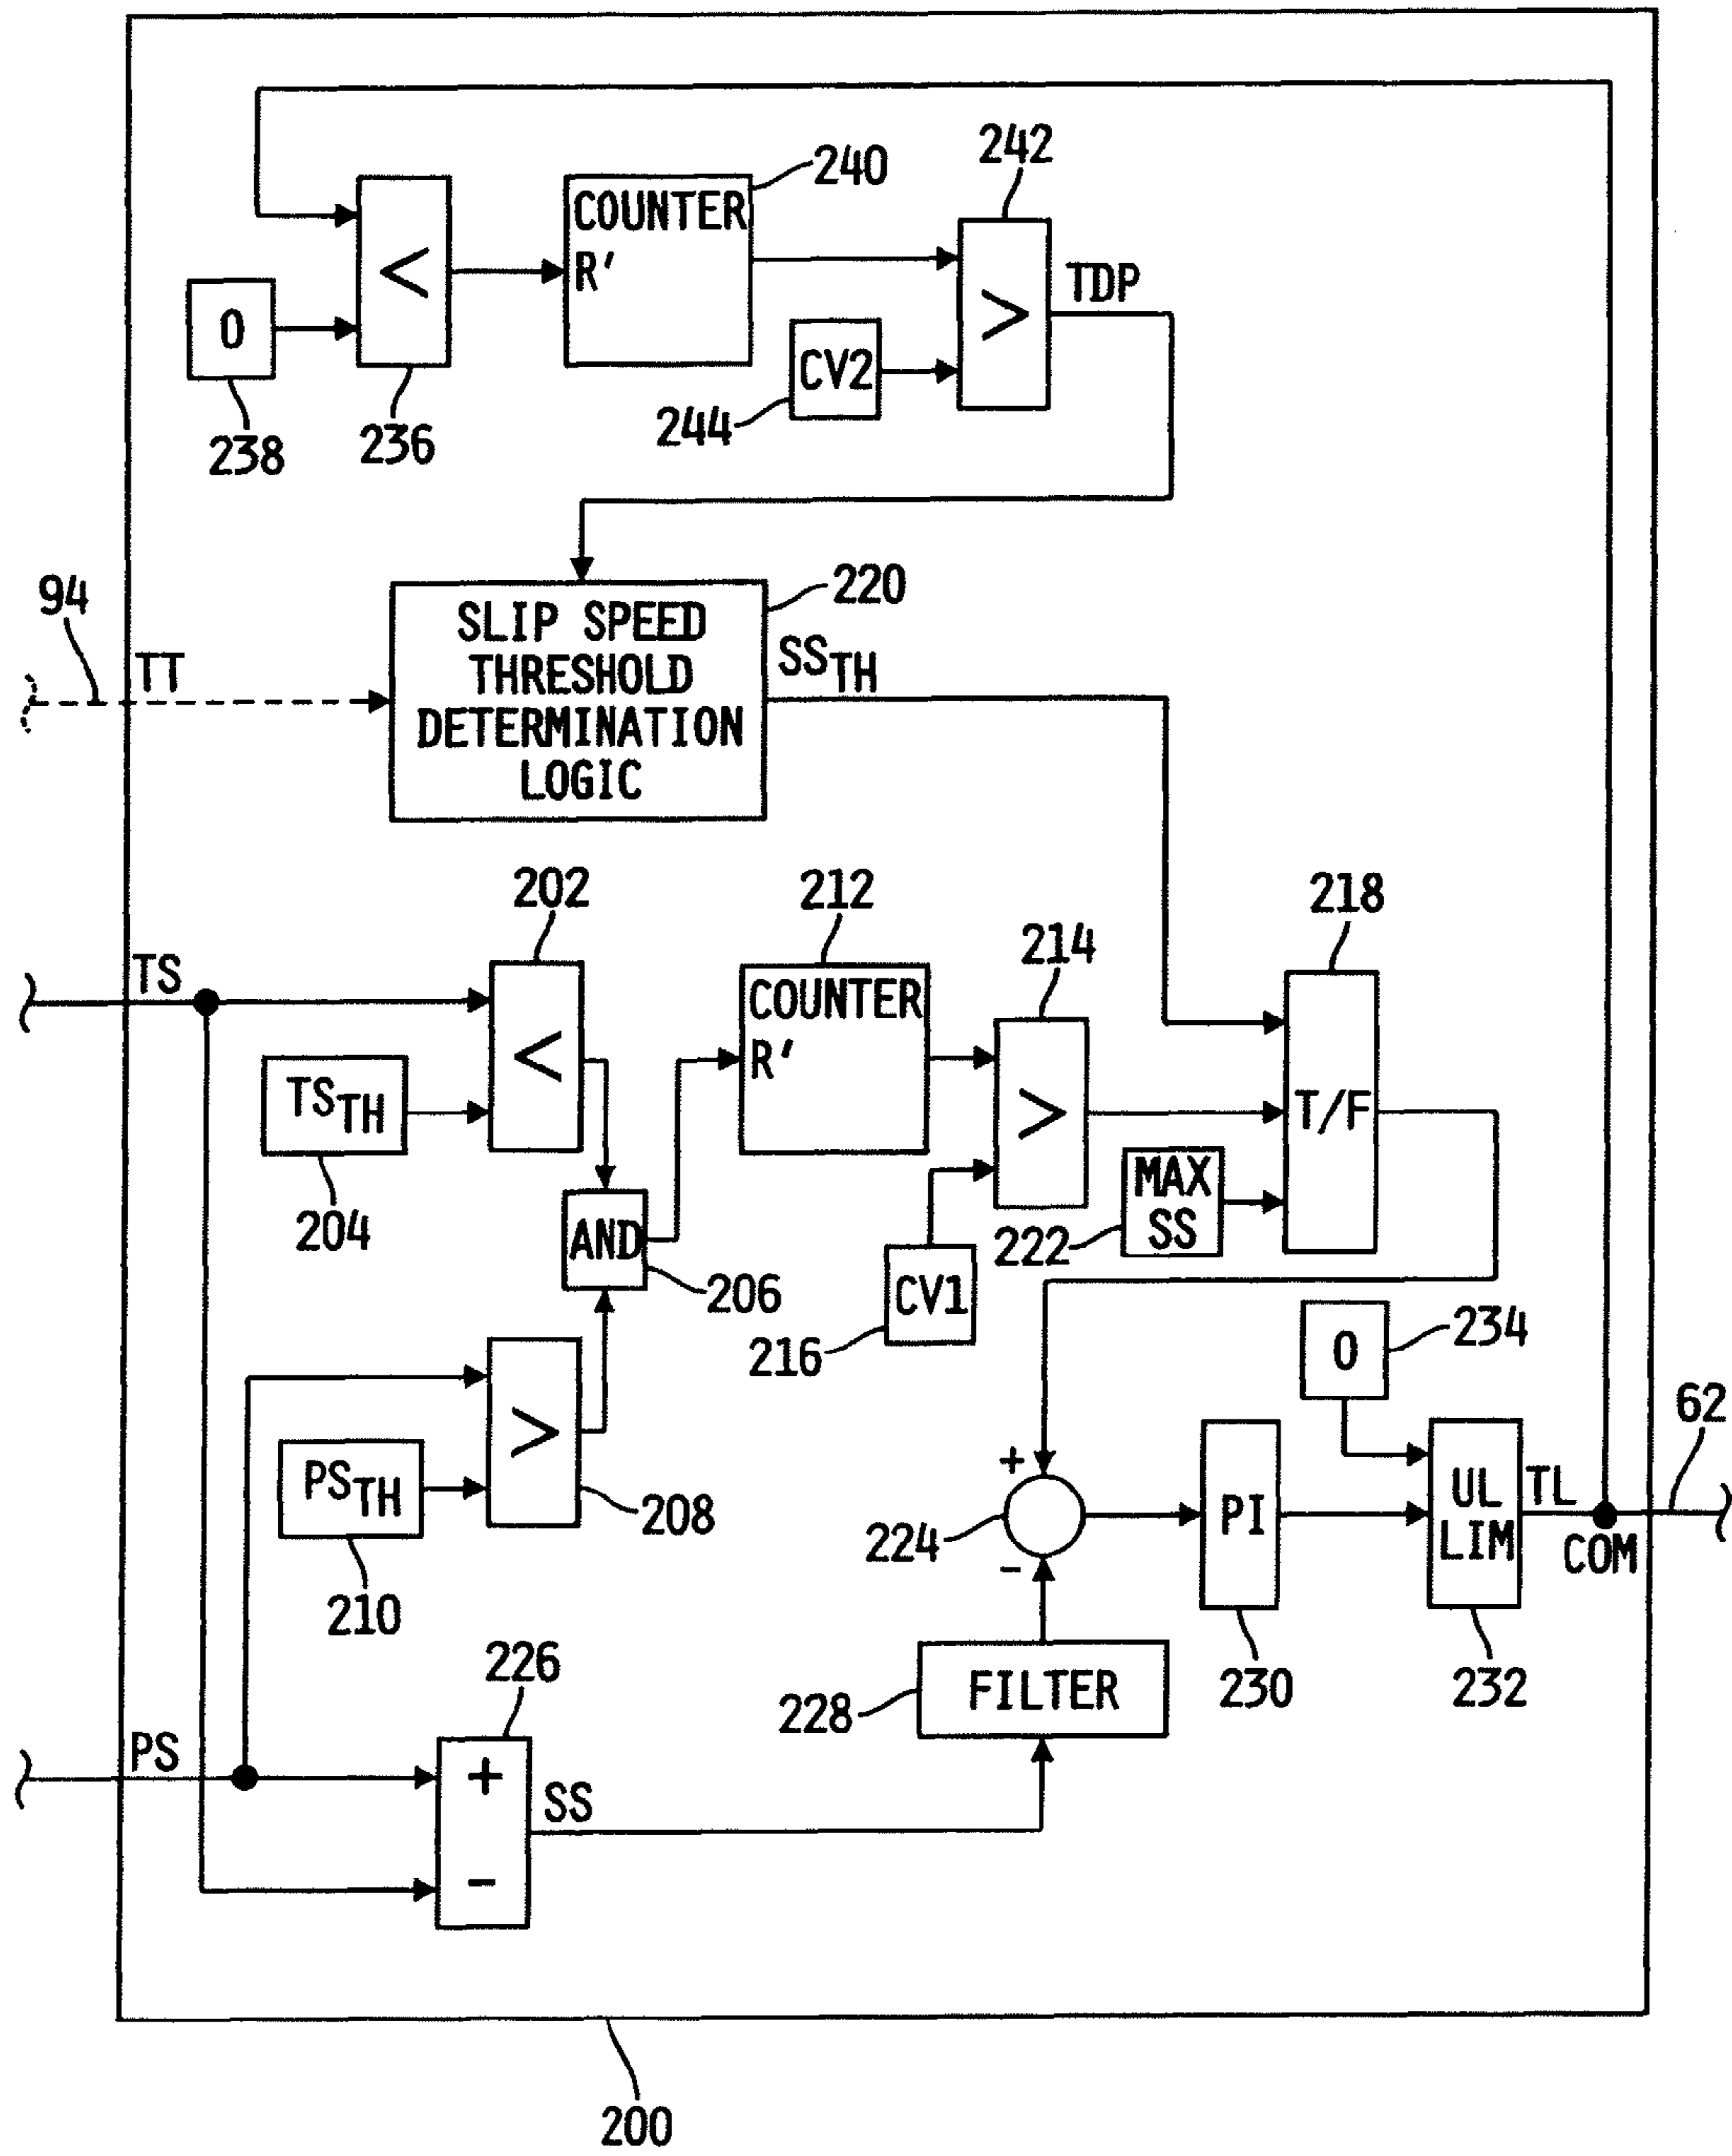 242
240
COUNTER
R'
<
>
TDP
0
CV2
244
238
236
94
220
SLIP SPEED
THRESHOLD
DETERMINATION
LOGIC
TT
SSTH
202
212
218
214
TS
COUNTER
R'
<
TSTH
>
T/F
204
MAX
SS
222
AND
206
CV1
216
234
0
62
>
PSTH
208
210
+
-
224
PI
UL
LIM
TL
COM
226
FILTER
228
230
232
PS
+
-
SS
200